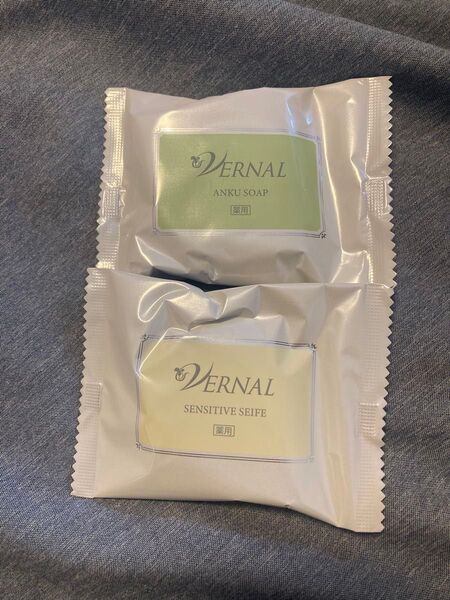 VERNAL
ANKU SOAP
薬用
VERNAL
SENSITIVE SEIFE
薬用